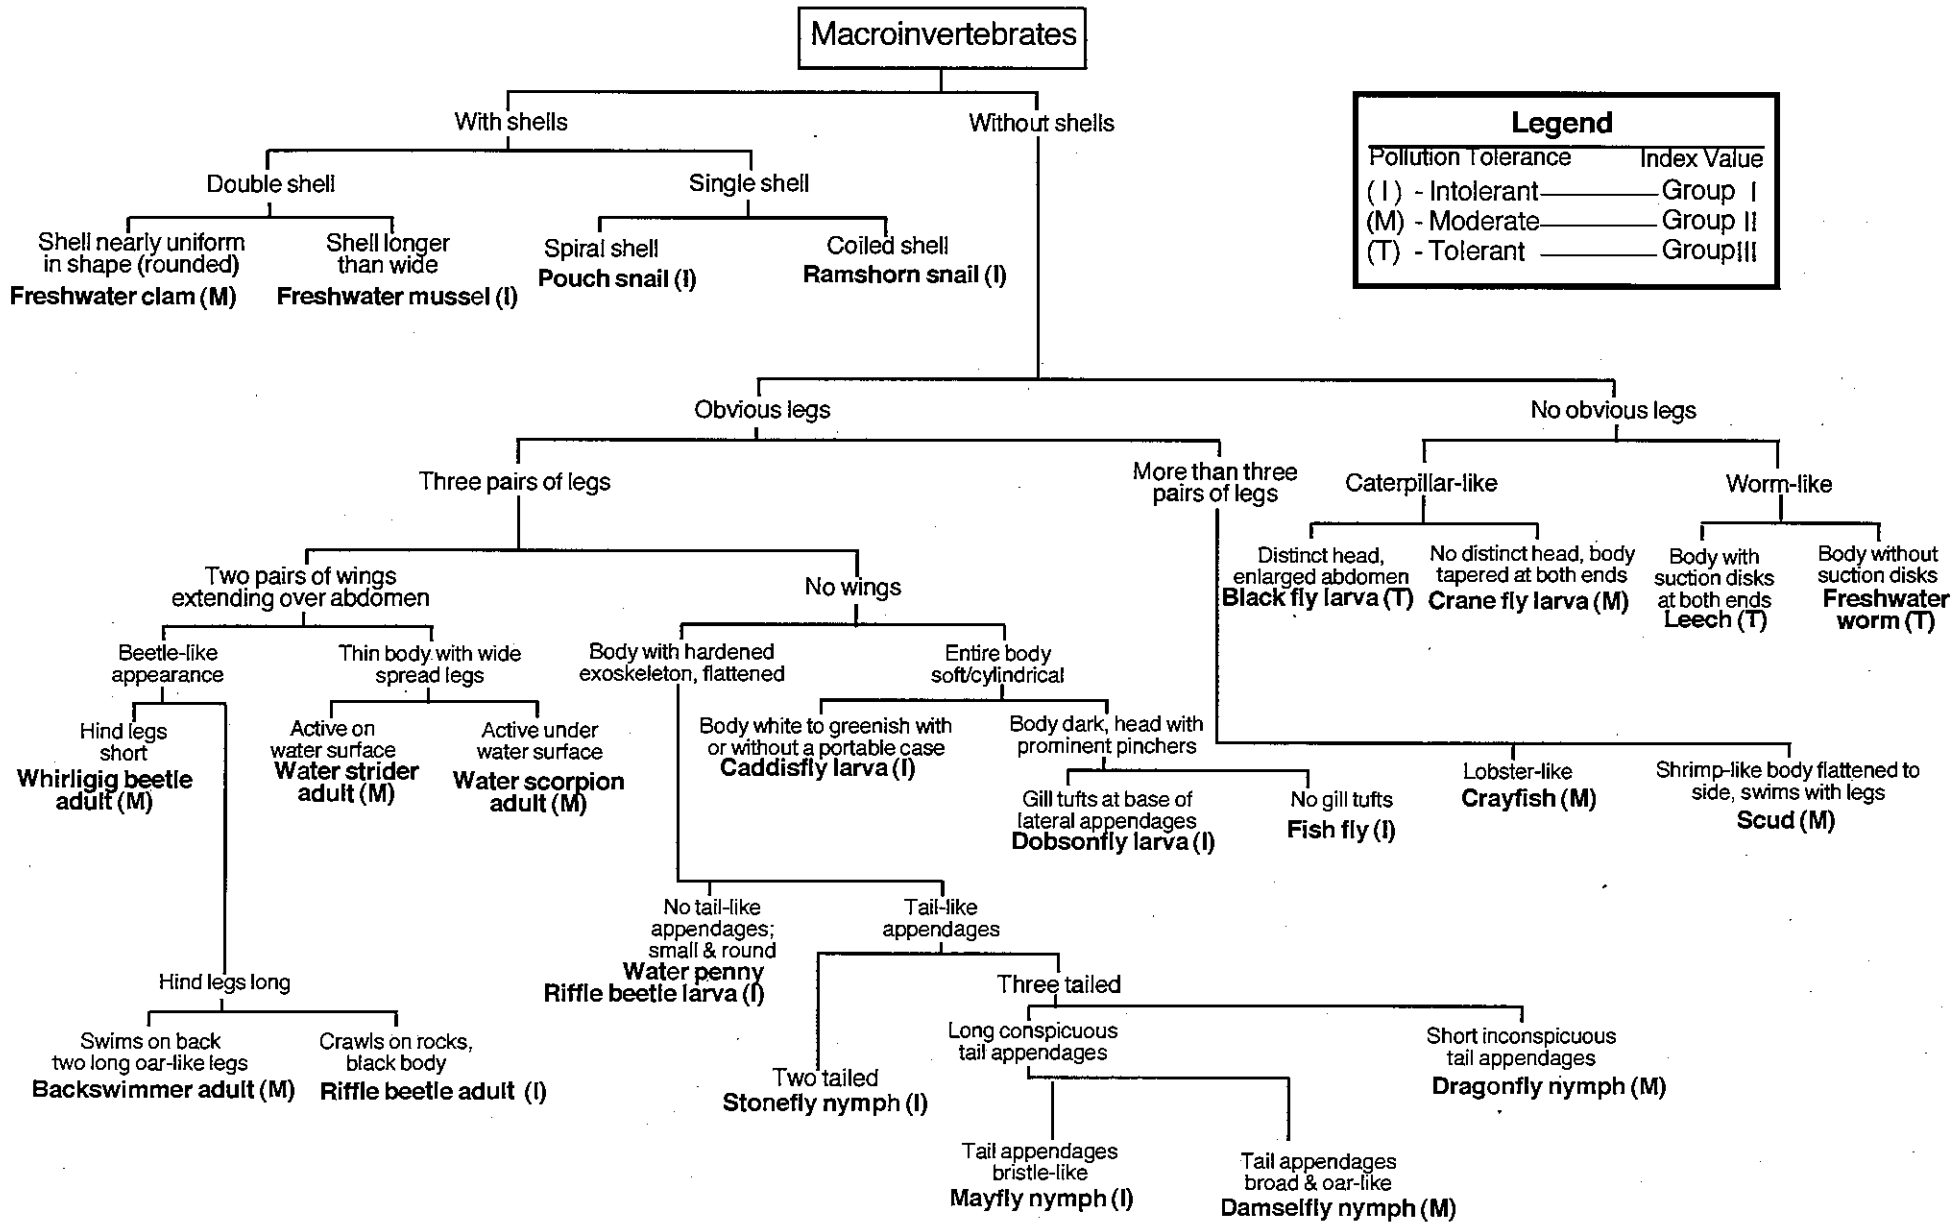 Macroinvertebrates
With shells
Without shells
Legend
Pollution Tolerance Index Value
(I) - Intolerant Group I
(M) - Moderate Group II
(T) - Tolerant Group III
Double shell
Single shell
Shell nearly uniform
in shape (rounded)
Freshwater clam (M)
Shell longer
than wide
Freshwater mussel (I)
Spiral shell
Pouch snail (I)
Coiled shell
Ramshorn snail (I)
Obvious legs
No obvious legs
Three pairs of legs
More than three
pairs of legs
Caterpillar-like
Worm-like
Distinct head,
enlarged abdomen
Black fly larva (T)
No distinct head, body
tapered at both ends
Crane fly larva (M)
Body with
suction disks
at both ends
Leech (T)
Body without
suction disks
Freshwater
worm (T)
Two pairs of wings
extending over abdomen
No wings
Beetle-like
appearance
Thin body with wide
spread legs
Body with hardened
exoskeleton, flattened
Entire body
soft/cylindrical
Hind legs
short
Whirligig beetle
adult (M)
Active on
water surface
Water strider
adult (M)
Active under
water surface
Water scorpion
adult (M)
Body white to greenish with
or without a portable case
Caddisfly larva (I)
Body dark, head with
prominent pinchers
Gill tufts at base of
lateral appendages
Dobsonfly larva (I)
No gill tufts
Fish fly (I)
Lobster-like
Crayfish (M)
Shrimp-like body flattened to
side, swims with legs
Scud (M)
No tail-like
appendages;
small & round
Water penny
Riffle beetle larva (I)
Tail-like
appendages
Hind legs long
Swims on back
two long oar-like legs
Backswimmer adult (M)
Crawls on rocks,
black body
Riffle beetle adult (I)
Two tailed
Stonefly nymph (I)
Three tailed
Long conspicuous
tail appendages
Short inconspicuous
tail appendages
Dragonfly nymph (M)
Tail appendages
bristle-like
Mayfly nymph (I)
Tail appendages
broad & oar-like
Damselfly nymph (M)